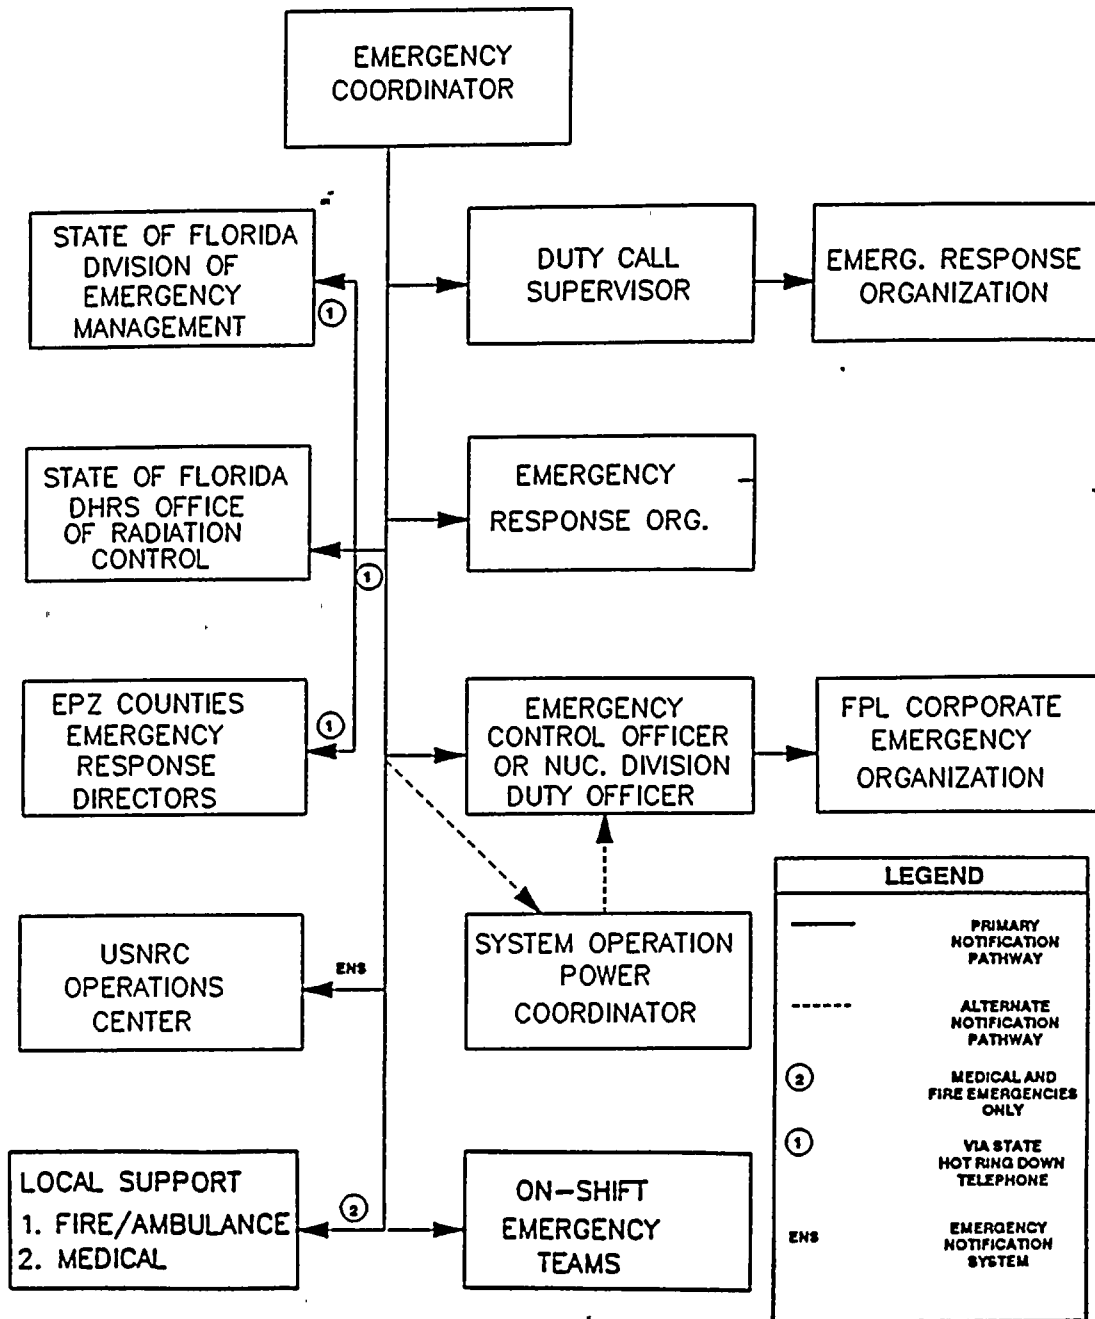 EMERGENCY
COORDINATOR
STATE OF FLORIDA
DIVISION OF
EMERGENCY
MANAGEMENT
1
DUTY CALL
SUPERVISOR
EMERG. RESPONSE
ORGANIZATION
STATE OF FLORIDA
DHRS OFFICE
OF RADIATION
CONTROL
1
EMERGENCY
RESPONSE ORG.
EPZ COUNTIES
EMERGENCY
RESPONSE
DIRECTORS
1
EMERGENCY
CONTROL OFFICER
OR NUC. DIVISION
DUTY OFFICER
FPL CORPORATE
EMERGENCY
ORGANIZATION
USNRC
OPERATIONS
CENTER
ENS
SYSTEM OPERATION
POWER
COORDINATOR
LOCAL SUPPORT
1. FIRE/AMBULANCE
2. MEDICAL
2
ON-SHIFT
EMERGENCY
TEAMS
LEGEND
PRIMARY
NOTIFICATION
PATHWAY
ALTERNATE
NOTIFICATION
PATHWAY
2 MEDICAL AND
FIRE EMERGENCIES
ONLY
1 VIA STATE
HOT RING DOWN
TELEPHONE
ENS EMERGENCY
NOTIFICATION
SYSTEM